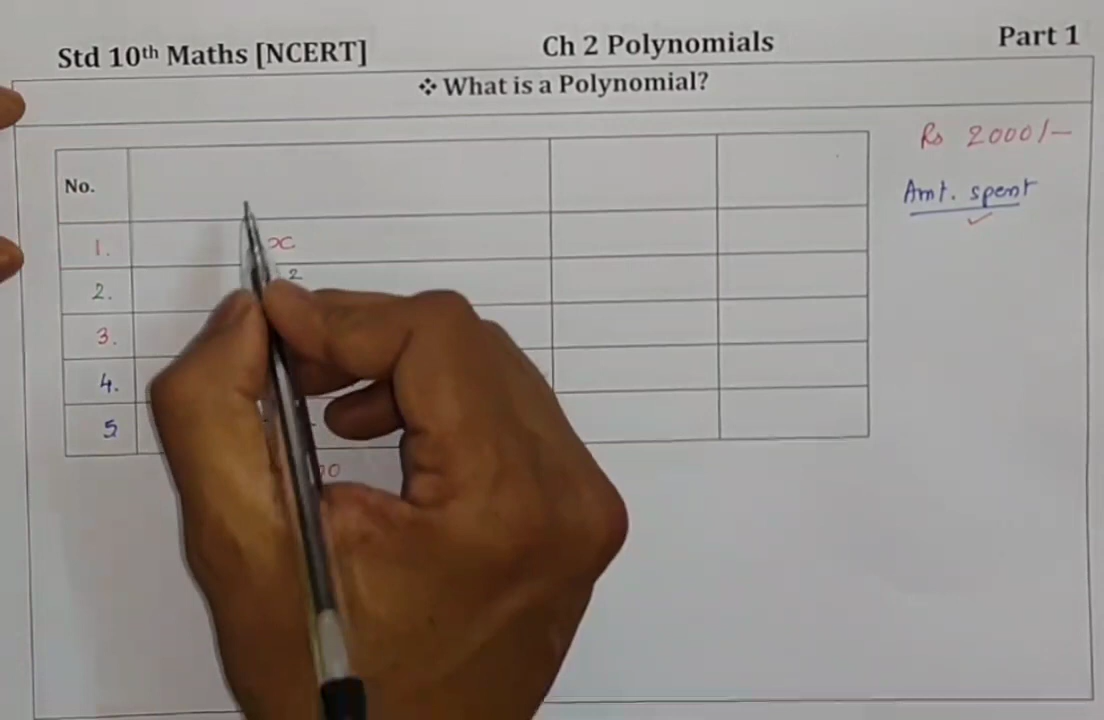 Std 10th Maths [NCERT] Ch 2 Polynomials Part 1
❖ What is a Polynomial?
Rs 2000/-
Amt. spent
No.
1. x
2. 2
3.
4.
5